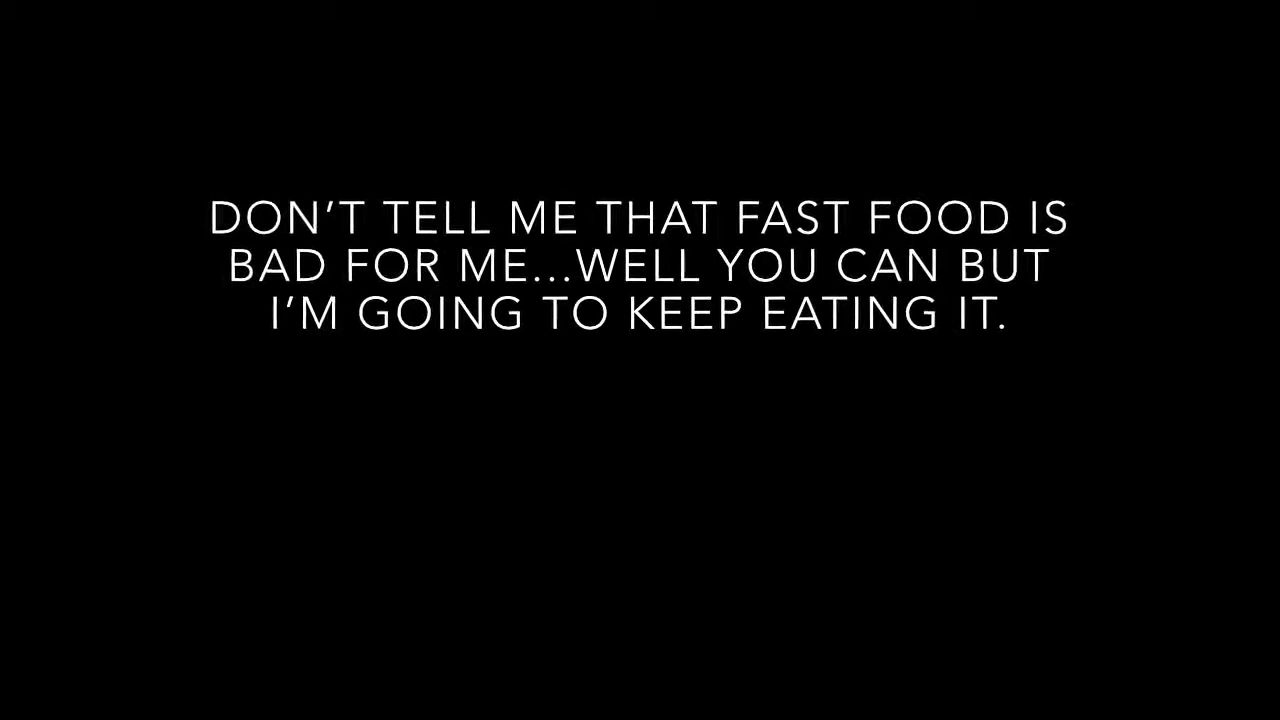 DON’T TELL ME THAT FAST FOOD IS
BAD FOR ME...WELL YOU CAN BUT
I’M GOING TO KEEP EATING IT.